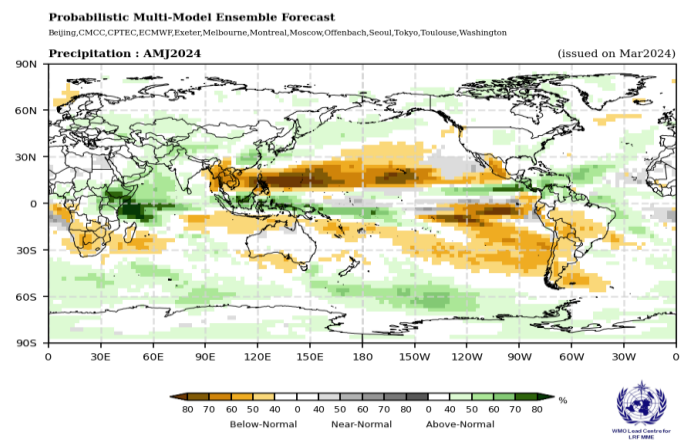 Probabilistic Multi-Model Ensemble Forecast
Beijing,CMCC,CPTEC,ECMWF,Exeter,Melbourne,Montreal,Moscow,Offenbach,Seoul,Tokyo,Toulouse,Washington
Precipitation : AMJ2024 (issued on Mar2024)
90N
60N
30N
0
30S
60S
90S
0 30E 60E 90E 120E 150E 180 150W 120W 90W 60W 30W 0
80 70 60 50 40 0 40 50 60 70 80 0 40 50 60 70 80 %
Below-Normal Near-Normal Above-Normal
WMO Lead Centre for
LRF MME